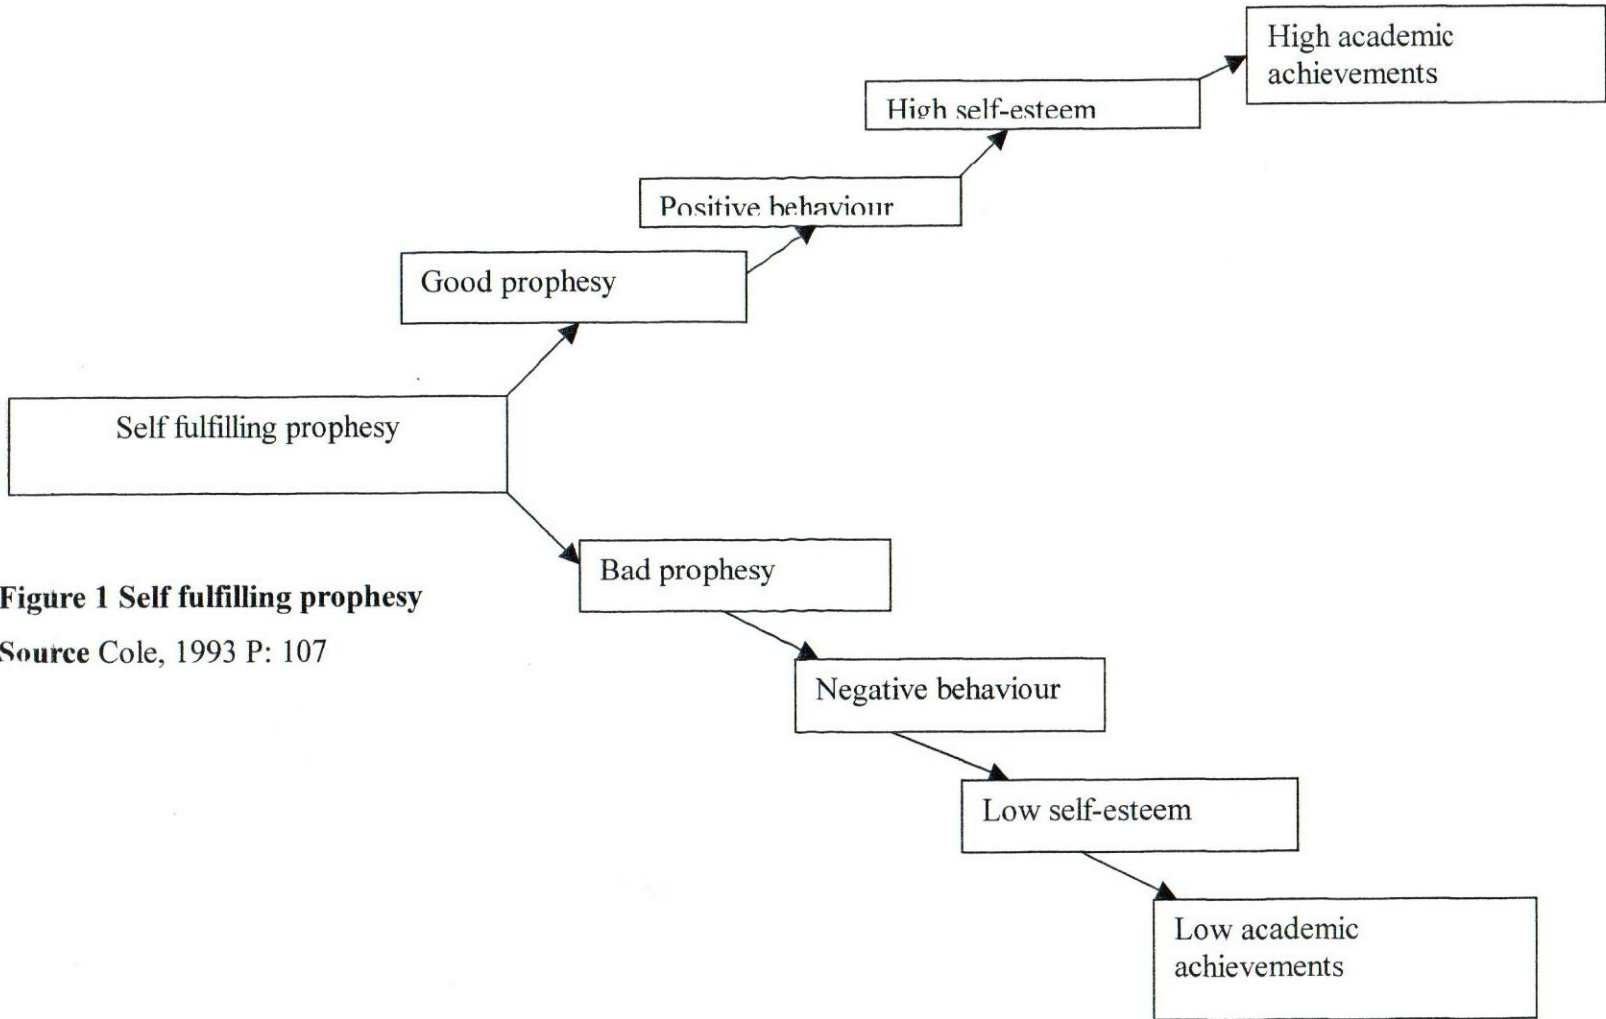 High academic
achievements
High self-esteem
Positive behaviour
Good prophesy
Self fulfilling prophesy
Bad prophesy
Figure 1 Self fulfilling prophesy
Source Cole, 1993 P: 107
Negative behaviour
Low self-esteem
Low academic
achievements